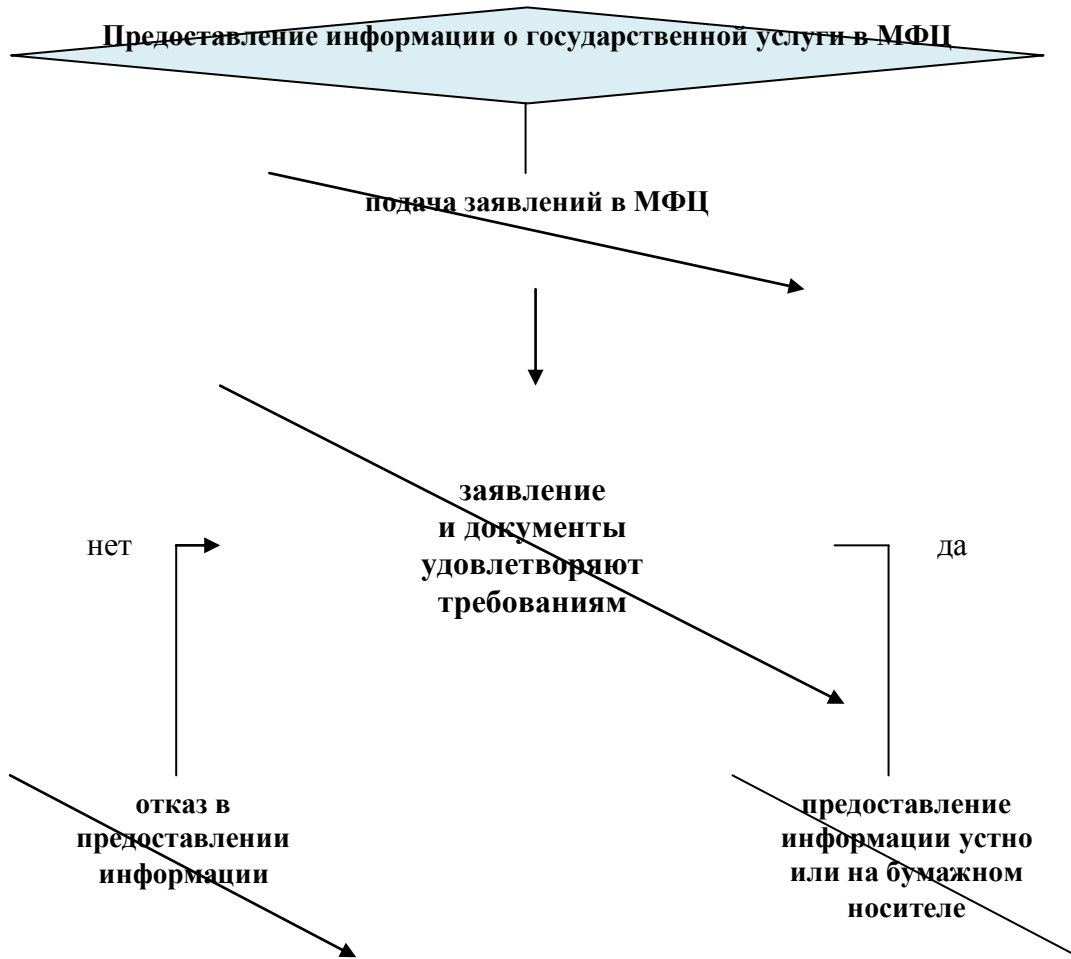 Предоставление информации о государственной услуги в МФЦ
подача заявлений в МФЦ
заявление
и документы
удовлетворяют
требованиям
нет
да
отказ в
предоставлении
информации
предоставление
информации устно
или на бумажном
носителе